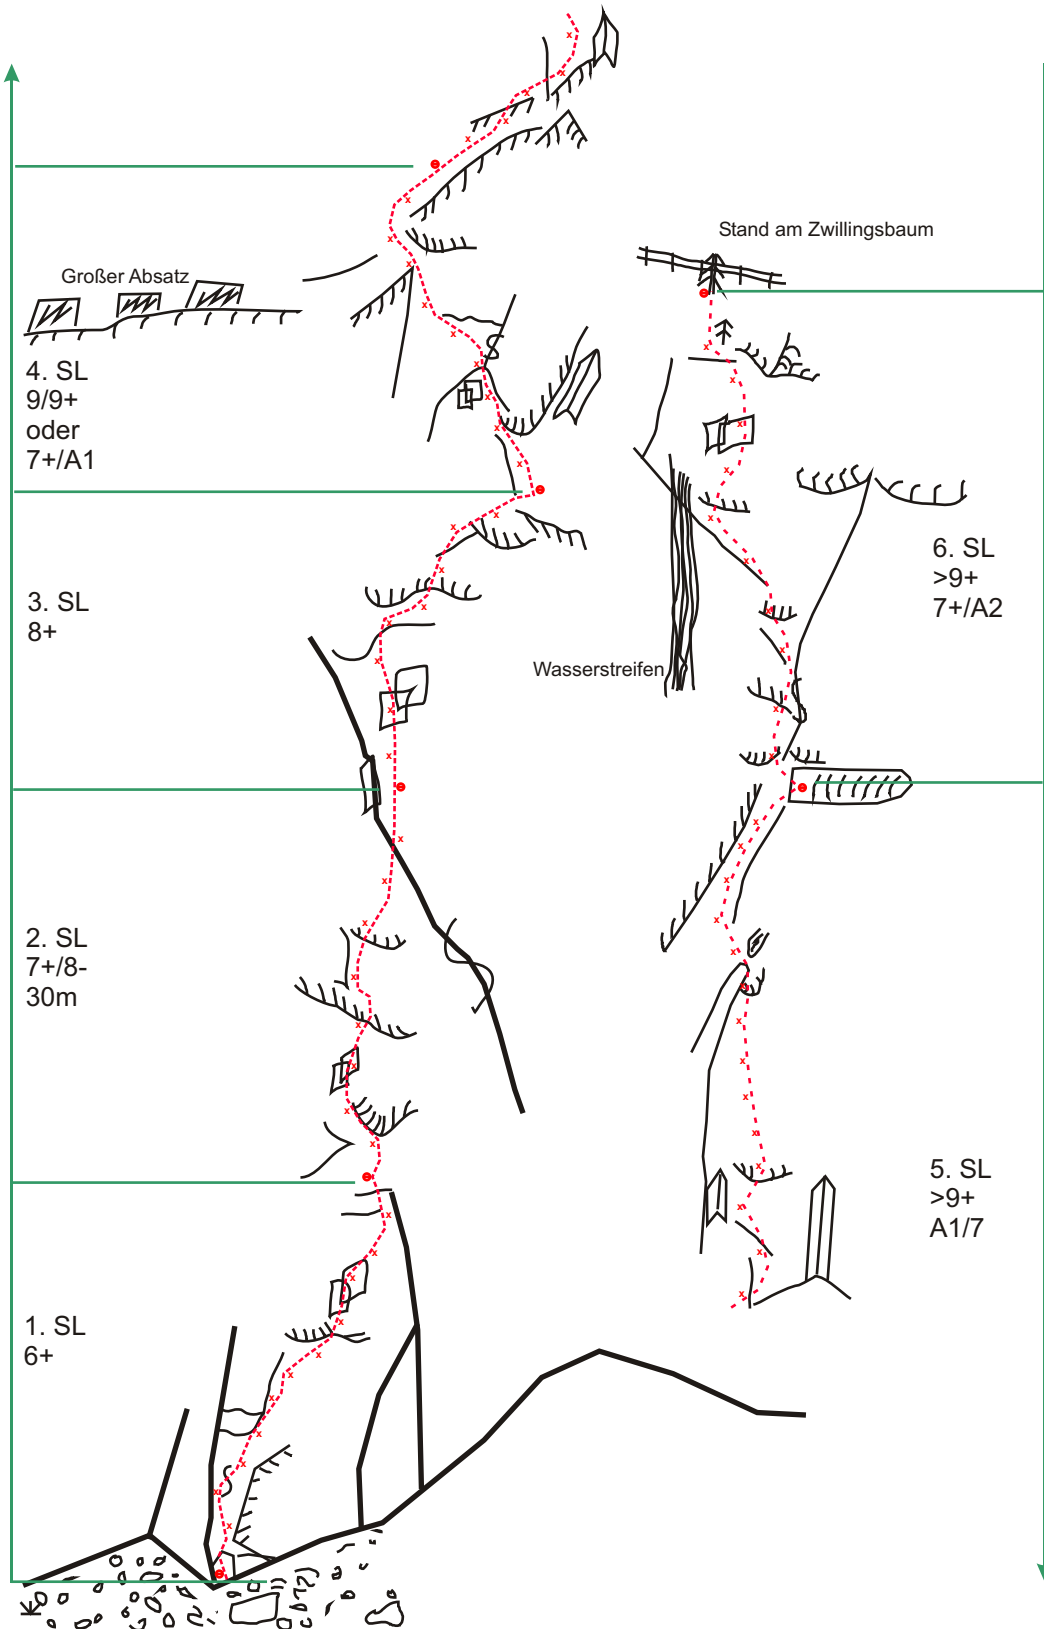 Stand am Zwillingsbaum
Großer Absatz
4. SL
9/9+
oder
7+/A1
3. SL
8+
6. SL
>9+
7+/A2
Wasserstreifen
2. SL
7+/8-
30m
5. SL
>9+
A1/7
1. SL
6+